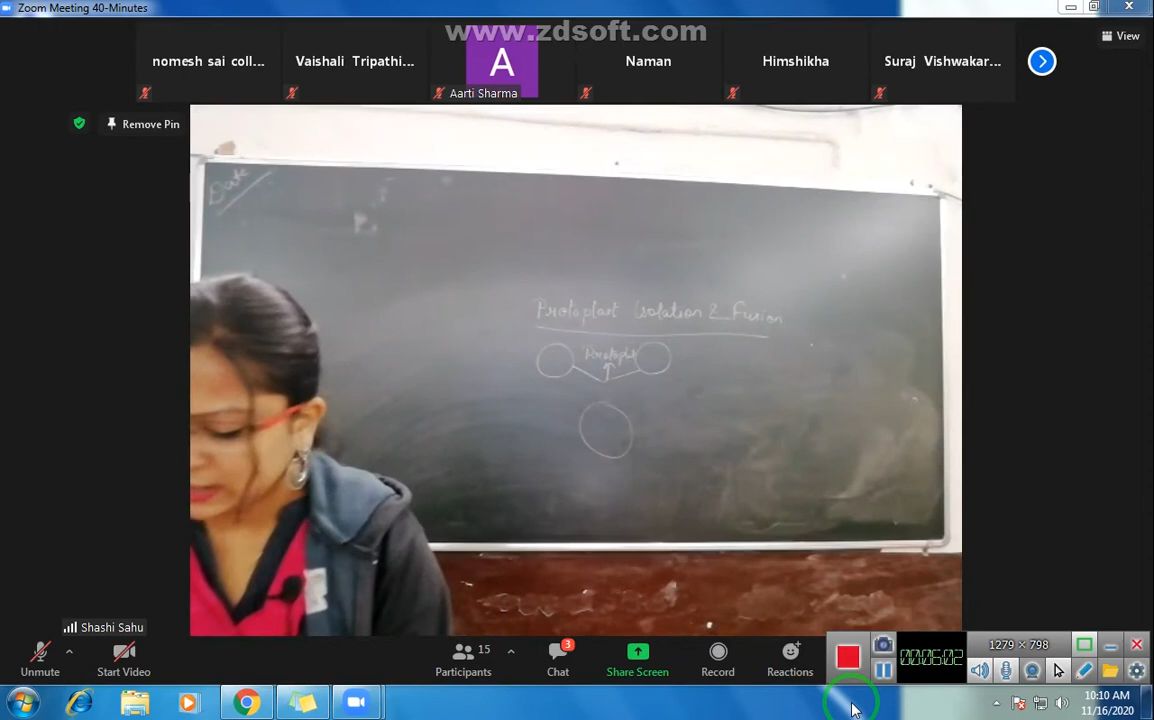 Zoom Meeting 40-Minutes
www.zdsoft.com
View
nomesh sai coll...
Vaishali Tripathi...
A
Aarti Sharma
Naman
Himshikha
Suraj Vishwakar...
Remove Pin
Date
Protoplast Isolation & Fusion
Shashi Sahu
Unmute
Start Video
15
Participants
3
Chat
Share Screen
Record
Reactions
1279 × 798
00:06:02
10:10 AM
11/16/2020